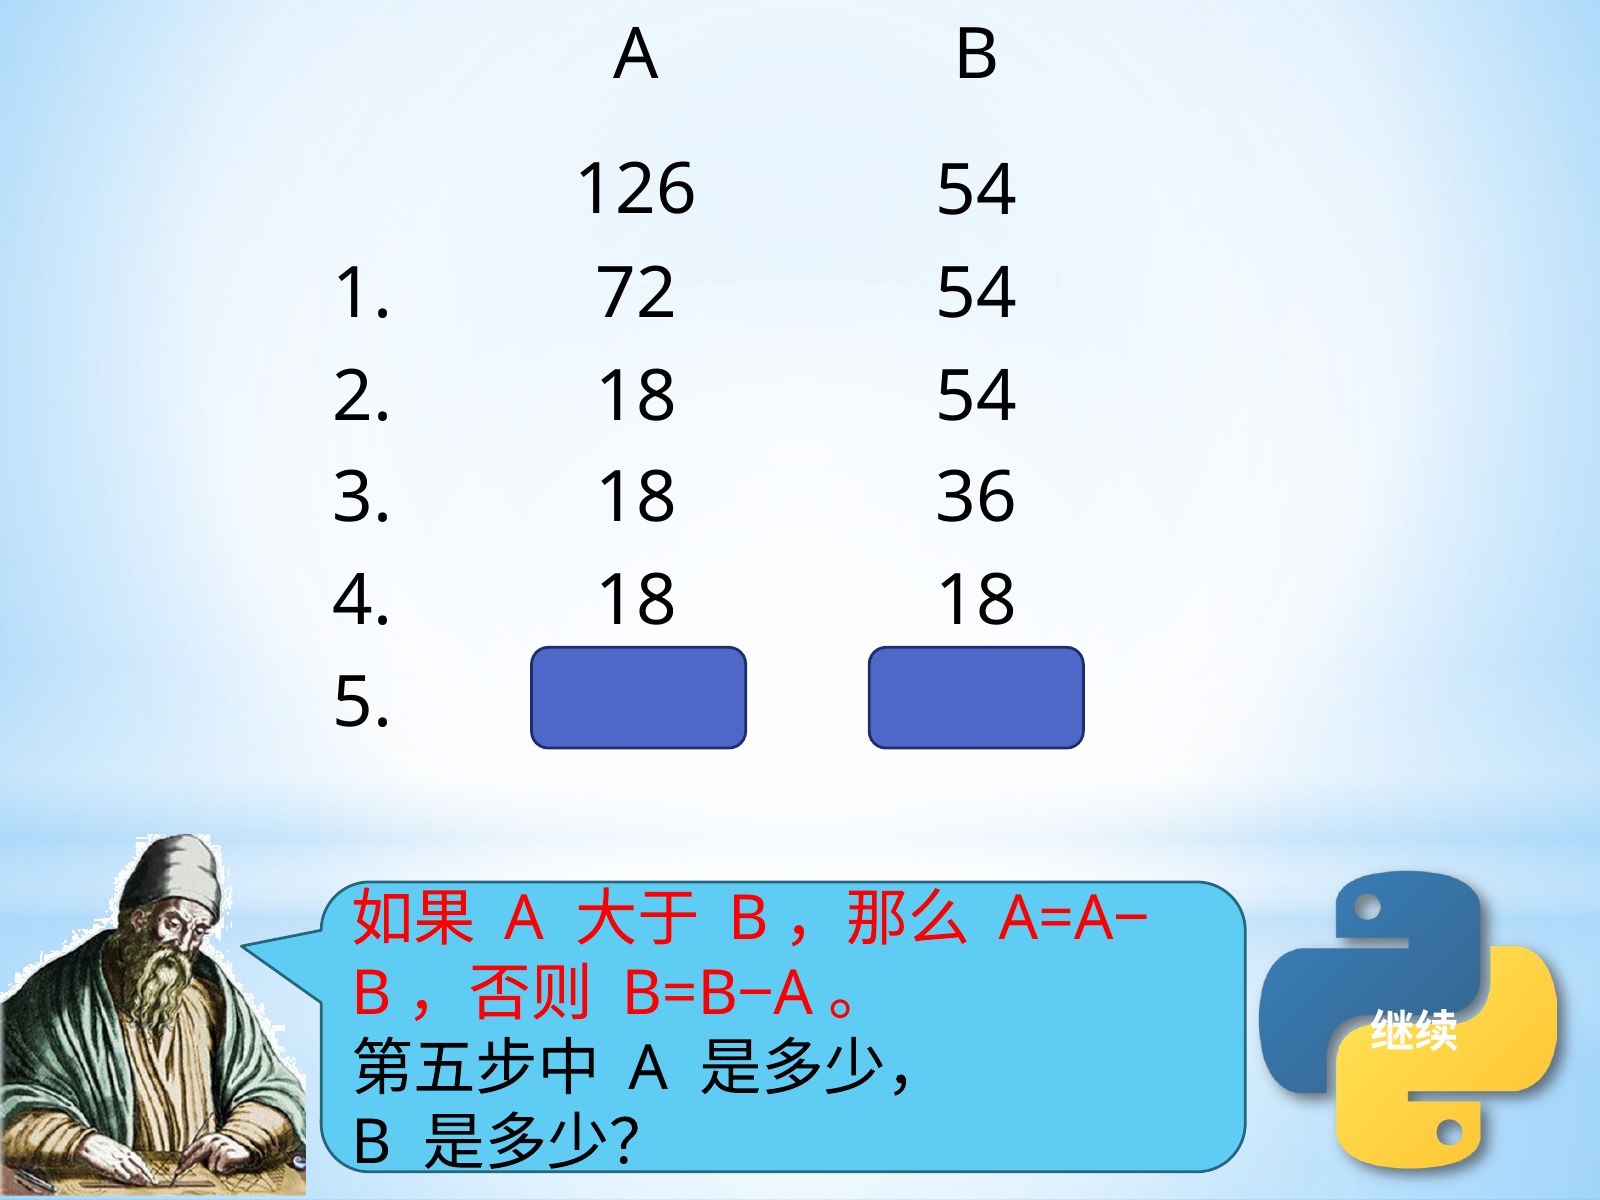 A B
126 54
1. 72 54
2. 18 54
3. 18 36
4. 18 18
5.
如果 A 大于 B，那么 A=A−
B，否则 B=B−A。
第五步中 A 是多少，
B 是多少？
继续